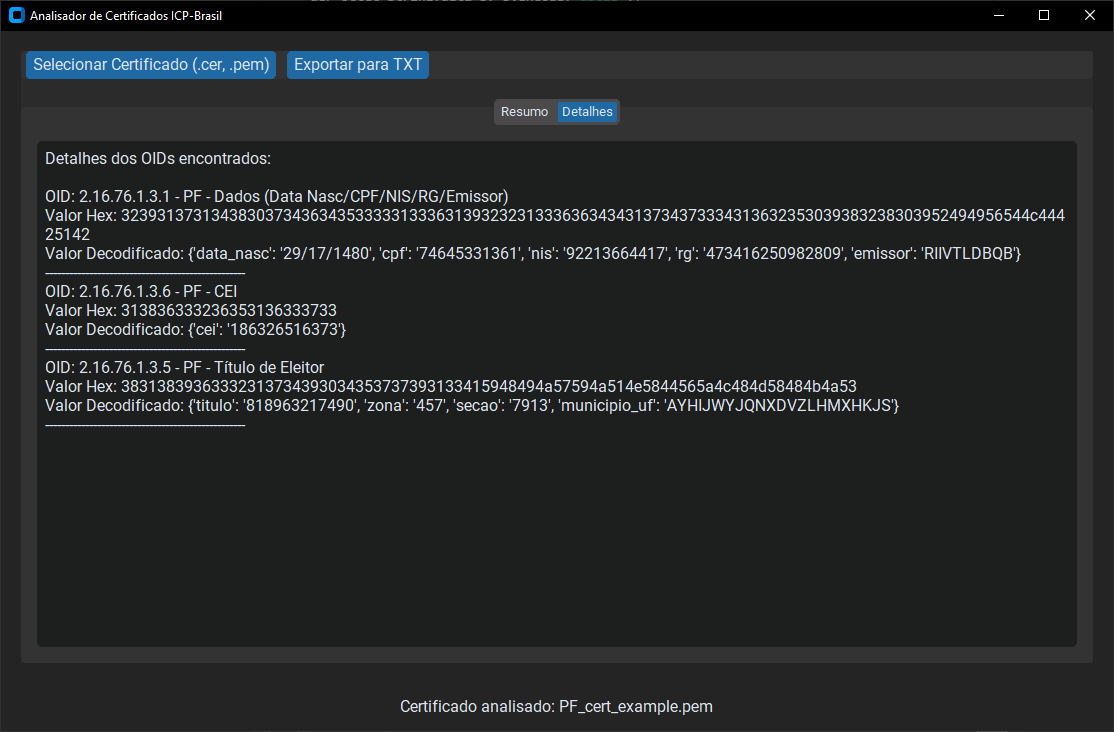 Analisador de Certificados ICP-Brasil
Selecionar Certificado (.cer, .pem) Exportar para TXT
Resumo Detalhes
Detalhes dos OIDs encontrados:
OID: 2.16.76.1.3.1 - PF - Dados (Data Nasc/CPF/NIS/RG/Emissor)
Valor Hex: 3239313731343830373436343533333133363139323231333636343431373437333431363235303938323830395249495654 4c444
25142
Valor Decodificado: {'data_nasc': '29/17/1480', 'cpf': '74645331361', 'nis': '92213664417', 'rg': '473416250982809', 'emissor': 'RIIVTLDBQB'}
--------------------------------------------------
OID: 2.16.76.1.3.6 - PF - CEI
Valor Hex: 313836333236353136333733
Valor Decodificado: {'cei': '186326516373'}
--------------------------------------------------
OID: 2.16.76.1.3.5 - PF - Título de Eleitor
Valor Hex: 38313839363332313734393034353737393133415948494a57594a514e5844565a4c484d58484b4a53
Valor Decodificado: {'titulo': '818963217490', 'zona': '457', 'secao': '7913', 'municipio_uf': 'AYHIJWYJQNXDVZLHMXHKJS'}
--------------------------------------------------
Certificado analisado: PF_cert_example.pem